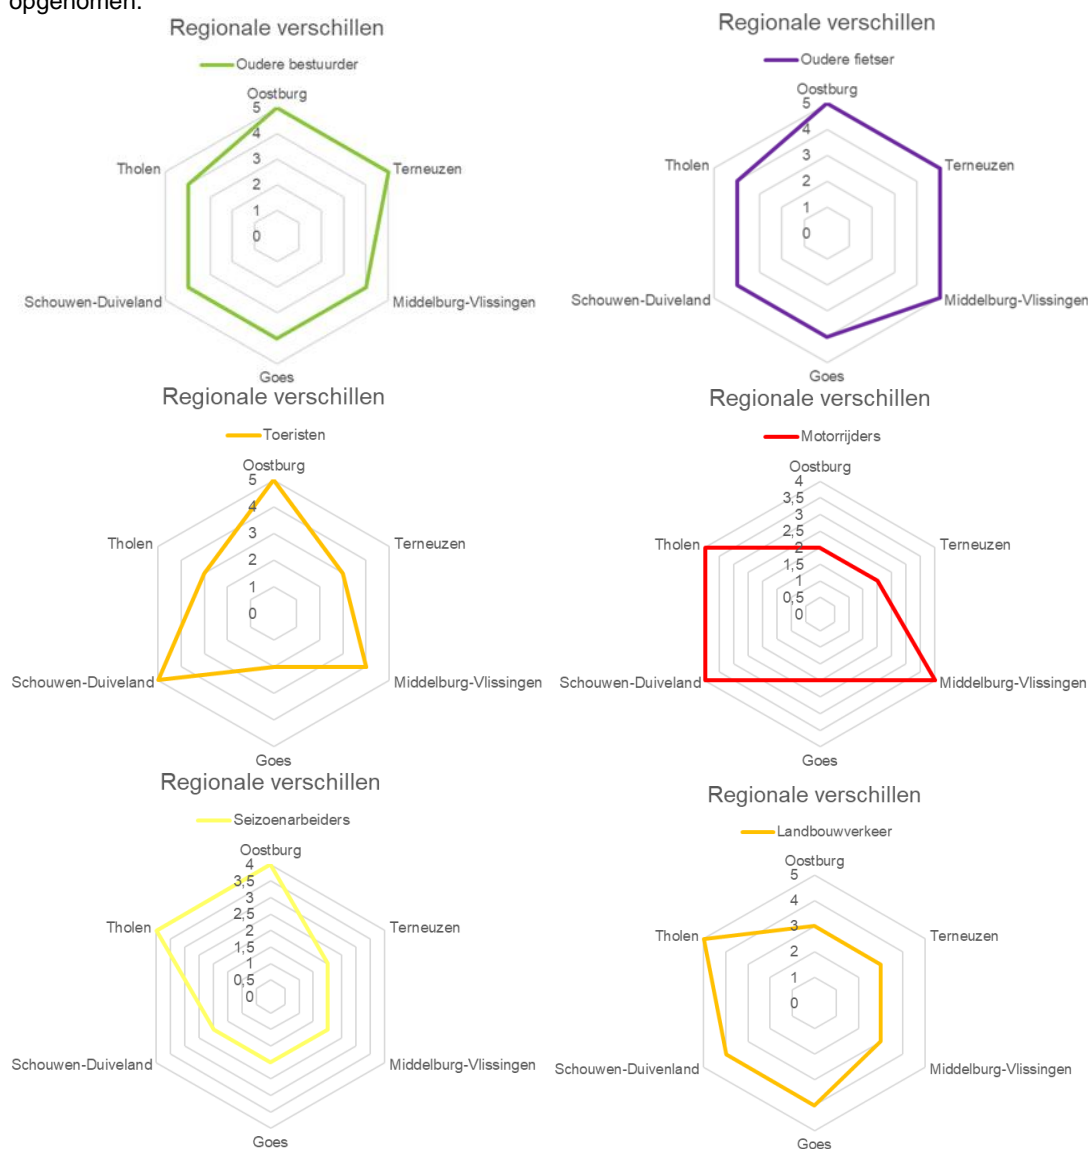 opgenomen.
Regionale verschillen
Oudere bestuurder
Oostburg
5
4
3
2
1
0
Tholen
Terneuzen
Schouwen-Duiveland
Middelburg-Vlissingen
Goes
Regionale verschillen
Oudere fietser
Oostburg
5
4
3
2
1
0
Tholen
Terneuzen
Schouwen-Duiveland
Middelburg-Vlissingen
Goes
Regionale verschillen
Toeristen
Oostburg
5
4
3
2
1
0
Tholen
Terneuzen
Schouwen-Duiveland
Middelburg-Vlissingen
Goes
Regionale verschillen
Motorrijders
Oostburg
4
3,5
3
2,5
2
1,5
1
0,5
0
Tholen
Terneuzen
Schouwen-Duiveland
Middelburg-Vlissingen
Goes
Regionale verschillen
Seizoenarbeiders
Oostburg
4
3,5
3
2,5
2
1,5
1
0,5
0
Tholen
Terneuzen
Schouwen-Duiveland
Middelburg-Vlissingen
Goes
Regionale verschillen
Landbouwverkeer
Oostburg
5
4
3
2
1
0
Tholen
Terneuzen
Schouwen-Duivenland
Middelburg-Vlissingen
Goes